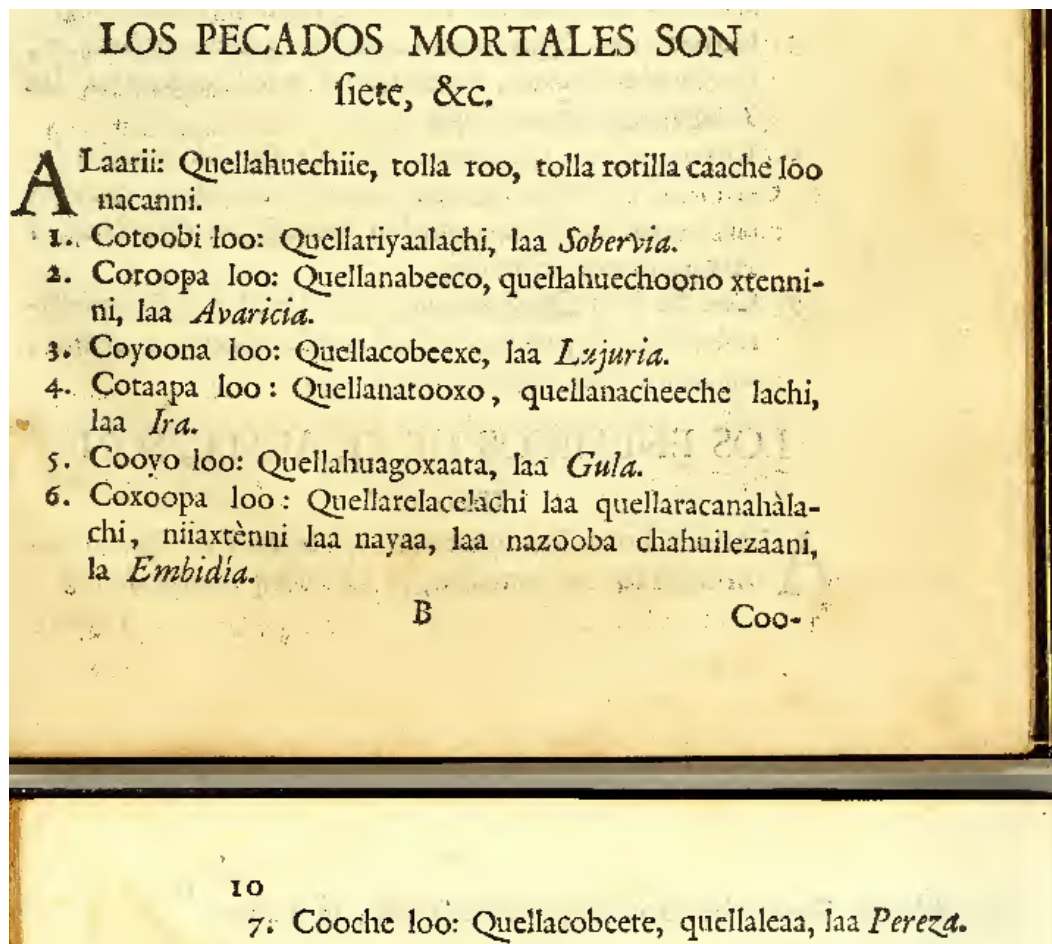 LOS PECADOS MORTALES SON
ſiete, &c.
ALaarii: Quellahuechiie, tolla roo, tolla rotilla caache loo
nacanni.
1. Cotoobi loo: Quellariyaalachi, laa Sobervia.
2. Coroopa loo: Quellanabeeco, quellahuechoono xtenni-
ni, laa Avaricia.
3. Coyoona loo: Quellacobeexe, laa Lujuria.
4. Cotaapa loo: Quellanatooxo, quellanacheeche lachi,
laa Ira.
5. Cooyo loo: Quellahuagoxaata, laa Gula.
6. Coxoopa loo: Quellarelacelachi laa quellaracanahàla-
chi, niiaxtènni laa nayaa, laa nazooba chahuilezaani,
la Embidia.
B Coo-
10
7. Cooche loo: Quellacobeete, quellaleaa, laa Pereza.